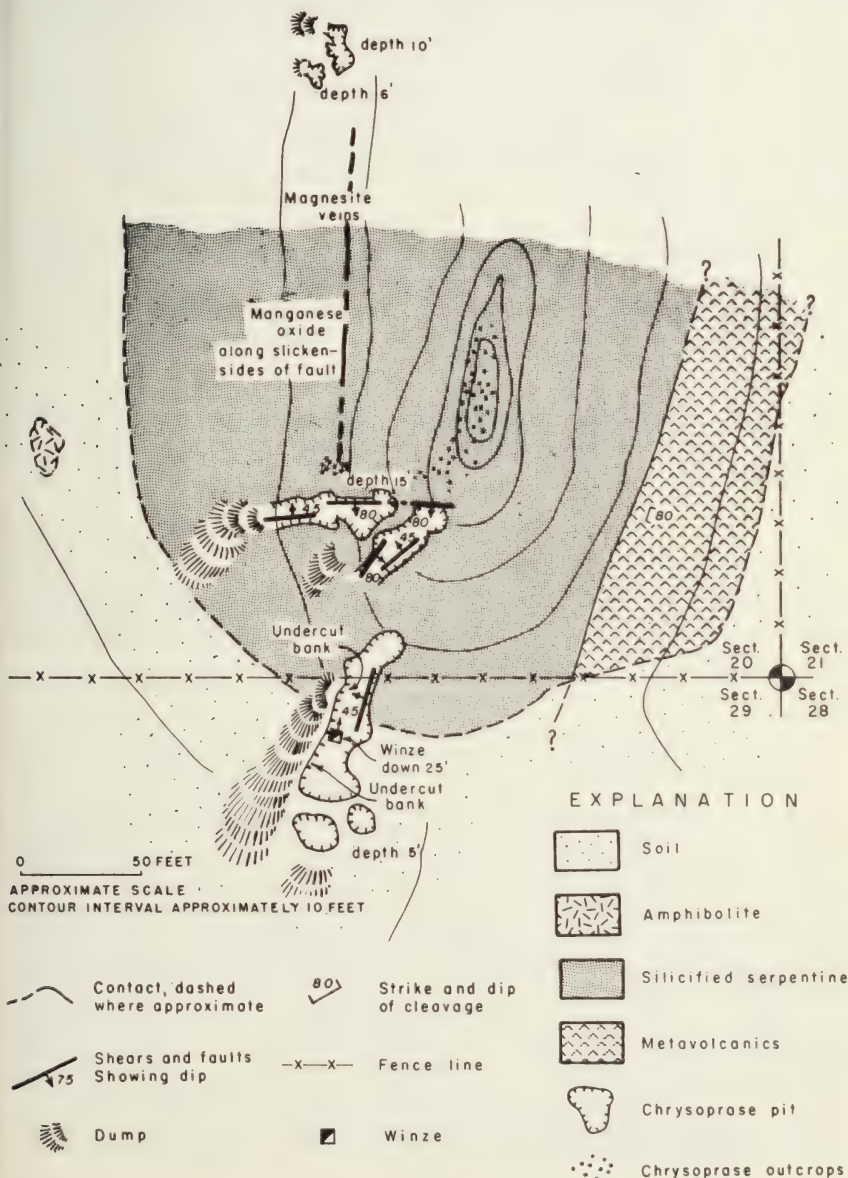 depth 10'
depth 6'
Magnesite
veins
?
?
Manganese
oxide
along slicken-
sides of fault
depth 15'
45
80
80
45
80
80
Undercut
bank
Sect.
20
Sect.
21
Sect.
29
Sect.
28
45
?
Winze
down 25'
Undercut
bank
depth 5'
0 50 FEET
APPROXIMATE SCALE
CONTOUR INTERVAL APPROXIMATELY 10 FEET
EXPLANATION
Soil
Amphibolite
Silicified serpentine
Metavolcanics
Chrysoprase pit
Chrysoprase outcrops
Contact, dashed
where approximate
80
Strike and dip
of cleavage
Shears and faults
Showing dip
75
-x-x- Fence line
Dump
Winze